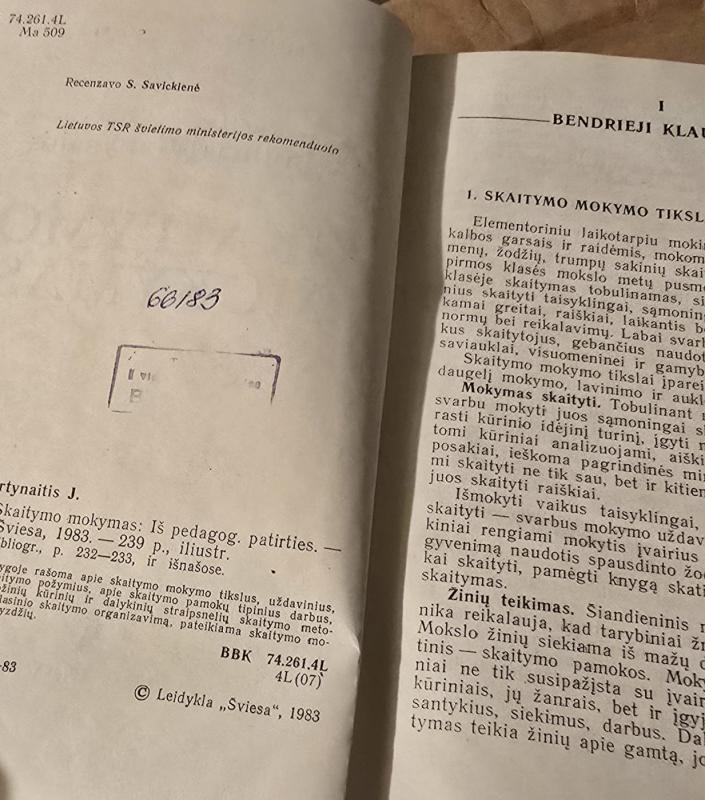 74.261.4L
Ma 509
Recenzavo S. Savickienė
Lietuvos TSR švietimo ministerijos rekomenduota
66/83
rtynaitis J.
Skaitymo mokymas: Iš pedagog. patirties. —
Šviesa, 1983. — 239 p., iliustr.
bliogr., p. 232—233, ir išnašose.
ygoje rašoma apie skaitymo mokymo tikslus, uždavinius,
itymo požymius, apie skaitymo pamokų tipinius darbus,
žinių kūrinių ir dalykinių straipsnelių skaitymo meto-
lasinio skaitymo organizavimą, pateikiama skaitymo mo-
yzdžių.
BBK 74.261.4L
4L(07)
-83
© Leidykla „Šviesa“, 1983
I
BENDRIEJI KLAU
1. SKAITYMO MOKYMO TIKSL
Elementoriniu laikotarpiu moki
kalbos garsais ir raidėmis, mokom
menų, žodžių, trumpų sakinių skai
pirmos klasės mokslo metų pusm
klasėje skaitymas tobulinamas, si
nius skaityti taisyklingai, sąmonin
kamai greitai, raiškiai, laikantis b
normų bei reikalavimų. Labai svarb
kus skaitytojus, gebančius naudot
saviauklai, visuomeninei ir gamyb
Skaitymo mokymo tikslai įparei
daugelį mokymo, lavinimo ir aukl
Mokymas skaityti. Tobulinant
svarbu mokyti juos sąmoningai s
rasti kūrinio idėjinį turinį, įgyti
tomi kūriniai analizuojami, aiški
posakiai, ieškoma pagrindinės min
mi skaityti ne tik sau, bet ir kitiem
juos skaityti raiškiai.
Išmokyti vaikus taisyklingai,
skaityti — svarbus mokymo uždav
kiniai rengiami mokytis įvairius
gyvenimą naudotis spausdinto žo
kai skaityti, pamėgti knygą skati
skaitymas.
Žinių teikimas. Šiandieninis
nika reikalauja, kad tarybiniai ž
Mokslo žinių siekiama iš mažų d
tinis — skaitymo pamokos. Moky
niai ne tik susipažįsta su įvair
kūriniais, jų žanrais, bet ir įgyj
santykius, siekimus, darbus. Dal
tymas teikia žinių apie gamtą, jo